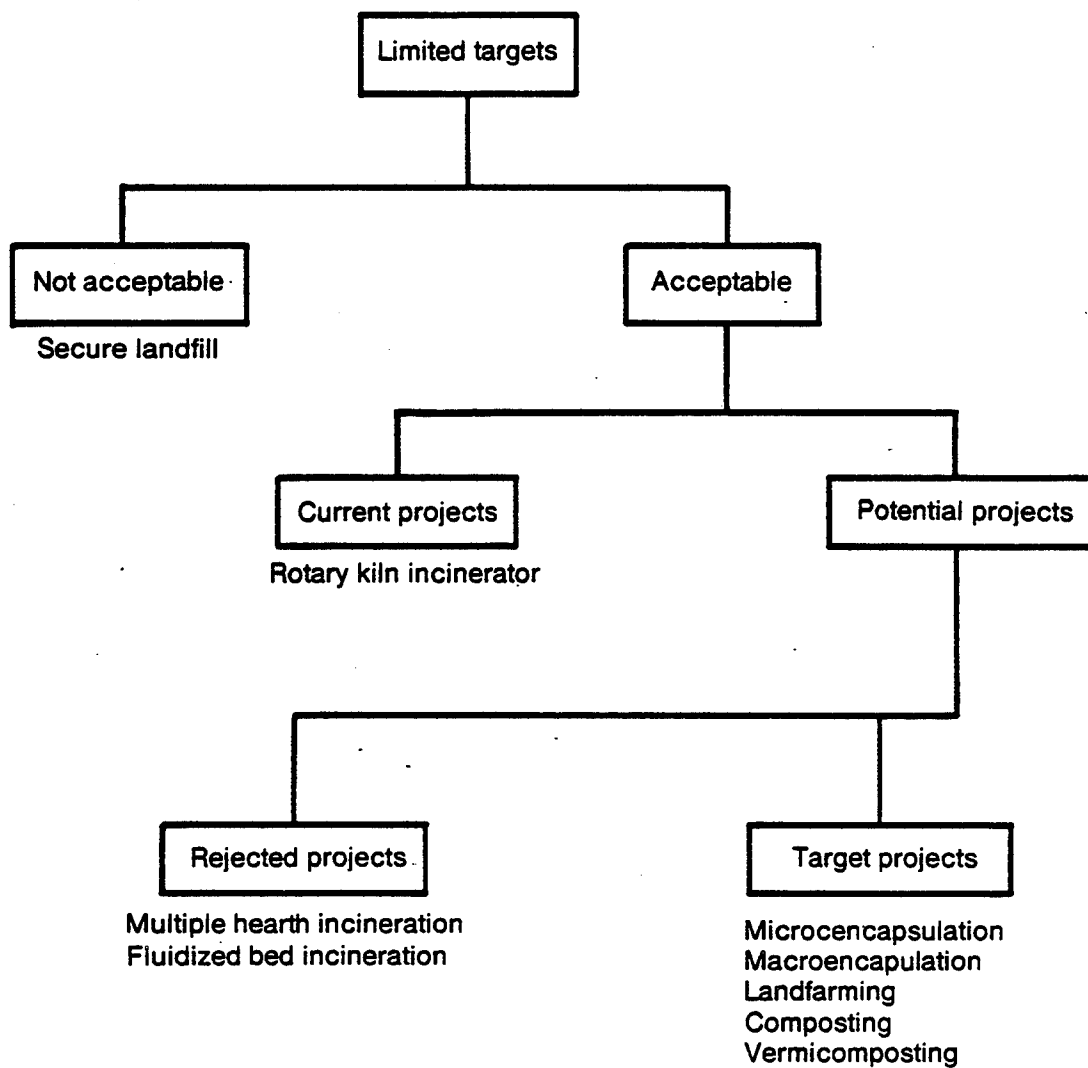 Limited targets
Not acceptable
Acceptable
Secure landfill
Current projects
Potential projects
Rotary kiln incinerator
Rejected projects
Target projects
Multiple hearth incineration
Fluidized bed incineration
Microencapsulation
Macroencapulation
Landfarming
Composting
Vermicomposting